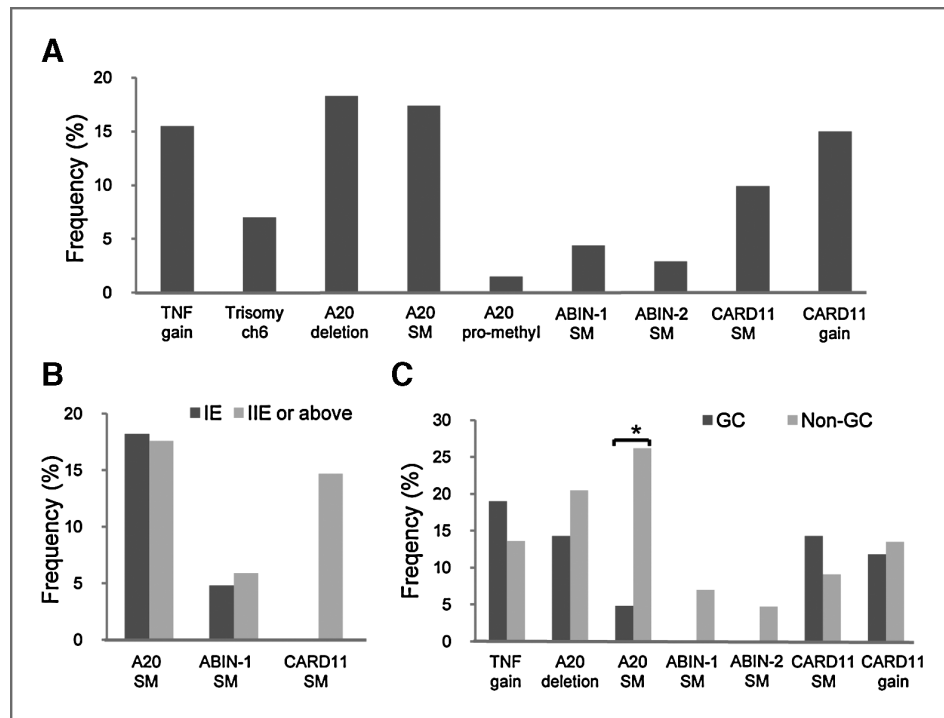 A
Frequency (%)
20
15
10
5
0
TNF gain
Trisomy ch6
A20 deletion
A20 SM
A20 pro-methyl
ABIN-1 SM
ABIN-2 SM
CARD11 SM
CARD11 gain
B
IE
IIE or above
Frequency (%)
20
15
10
5
0
A20 SM
ABIN-1 SM
CARD11 SM
C
GC
Non-GC
Freqency (%)
30
25
20
15
10
5
0
*
TNF gain
A20 deletion
A20 SM
ABIN-1 SM
ABIN-2 SM
CARD11 SM
CARD11 gain